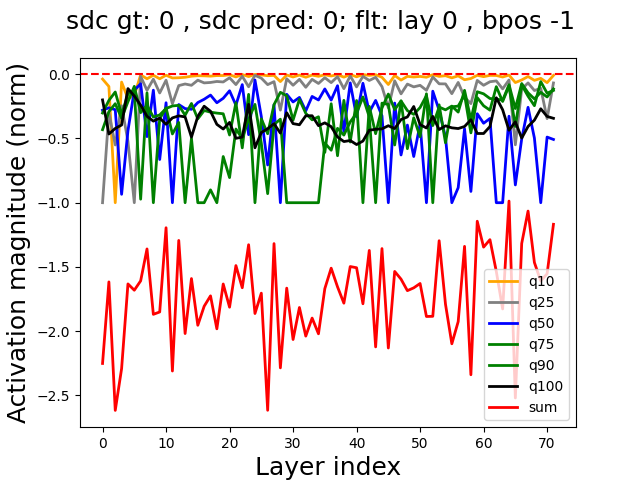 sdc gt: 0 , sdc pred: 0; flt: lay 0 , bpos -1
Activation magnitude (norm)
0.0
−0.5
−1.0
−1.5
−2.0
−2.5
q10
q25
q50
q75
q90
q100
sum
0 10 20 30 40 50 60 70
Layer index